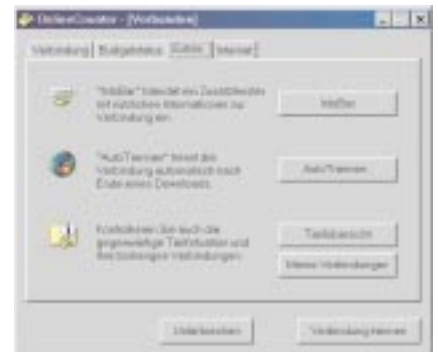 OnlineCounter - [Verbunden]
Verbindung Budgetstatus Extras Internet
"InfoBar" blendet ein Zusatzfenster
mit nützlichen Informationen zur
Verbindung ein.
InfoBar
"AutoTrennen" trennt die
Verbindung automatisch nach
Ende eines Downloads.
AutoTrennen
Kontrollieren Sie auch die
gegenwärtige Tarifsituation und
Ihre bisherigen Verbindungen.
Tarifübersicht
Meine Verbindungen
Unterbrechen
Verbindung trennen